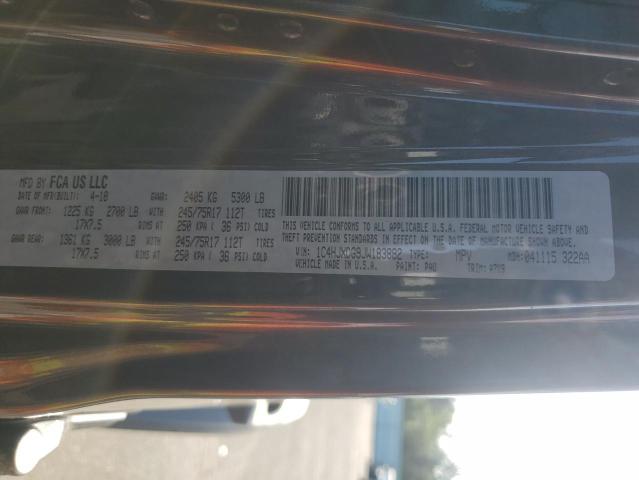 MFD BY FCA US LLC
DATE OF MFR(BUILT): 4-18 GVWR: 2405 KG 5300 LB
GAWR FRONT: 1225 KG 2700 LB WITH 245/75R17 112T TIRES
17X7.5 RIMS AT 250 KPA ( 36 PSI) COLD
GAWR REAR: 1361 KG 3000 LB WITH 245/75R17 112T TIRES
17X7.5 RIMS AT 250 KPA ( 36 PSI) COLD
THIS VEHICLE CONFORMS TO ALL APPLICABLE U.S.A. FEDERAL MOTOR VEHICLE SAFETY AND
THEFT PREVENTION STANDARDS IN EFFECT ON THE DATE OF MANUFACTURE SHOWN ABOVE.
VIN: TYPE: MPV MDH: 041115 322AA
VEHICLE MADE IN U.S.A. PAINT: PAU TRIM: A7X9